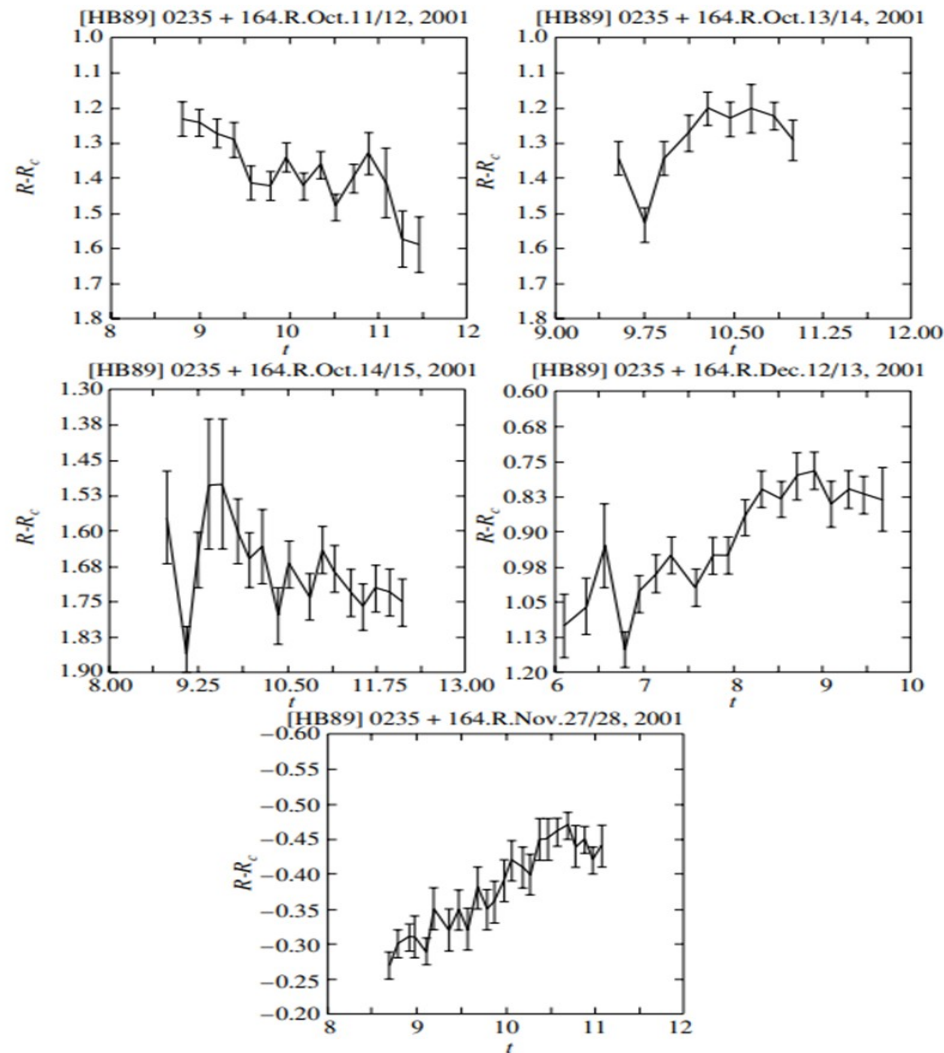 [HB89] 0235 + 164.R.Oct.11/12, 2001
1.0
1.1
1.2
1.3
1.4
1.5
1.6
1.7
1.8
R-Rc
8 9 10 11 12
t
[HB89] 0235 + 164.R.Oct.13/14, 2001
1.0
1.1
1.2
1.3
1.4
1.5
1.6
1.7
1.8
R-Rc
9.00 9.75 10.50 11.25 12.00
t
[HB89] 0235 + 164.R.Oct.14/15, 2001
1.30
1.38
1.45
1.53
1.60
1.68
1.75
1.83
1.90
R-Rc
8.00 9.25 10.50 11.75 13.00
t
[HB89] 0235 + 164.R.Dec.12/13, 2001
0.60
0.68
0.75
0.83
0.90
0.98
1.05
1.13
1.20
R-Rc
6 7 8 9 10
t
[HB89] 0235 + 164.R.Nov.27/28, 2001
−0.60
−0.55
−0.50
−0.45
−0.40
−0.35
−0.30
−0.25
−0.20
R-Rc
8 9 10 11 12
t